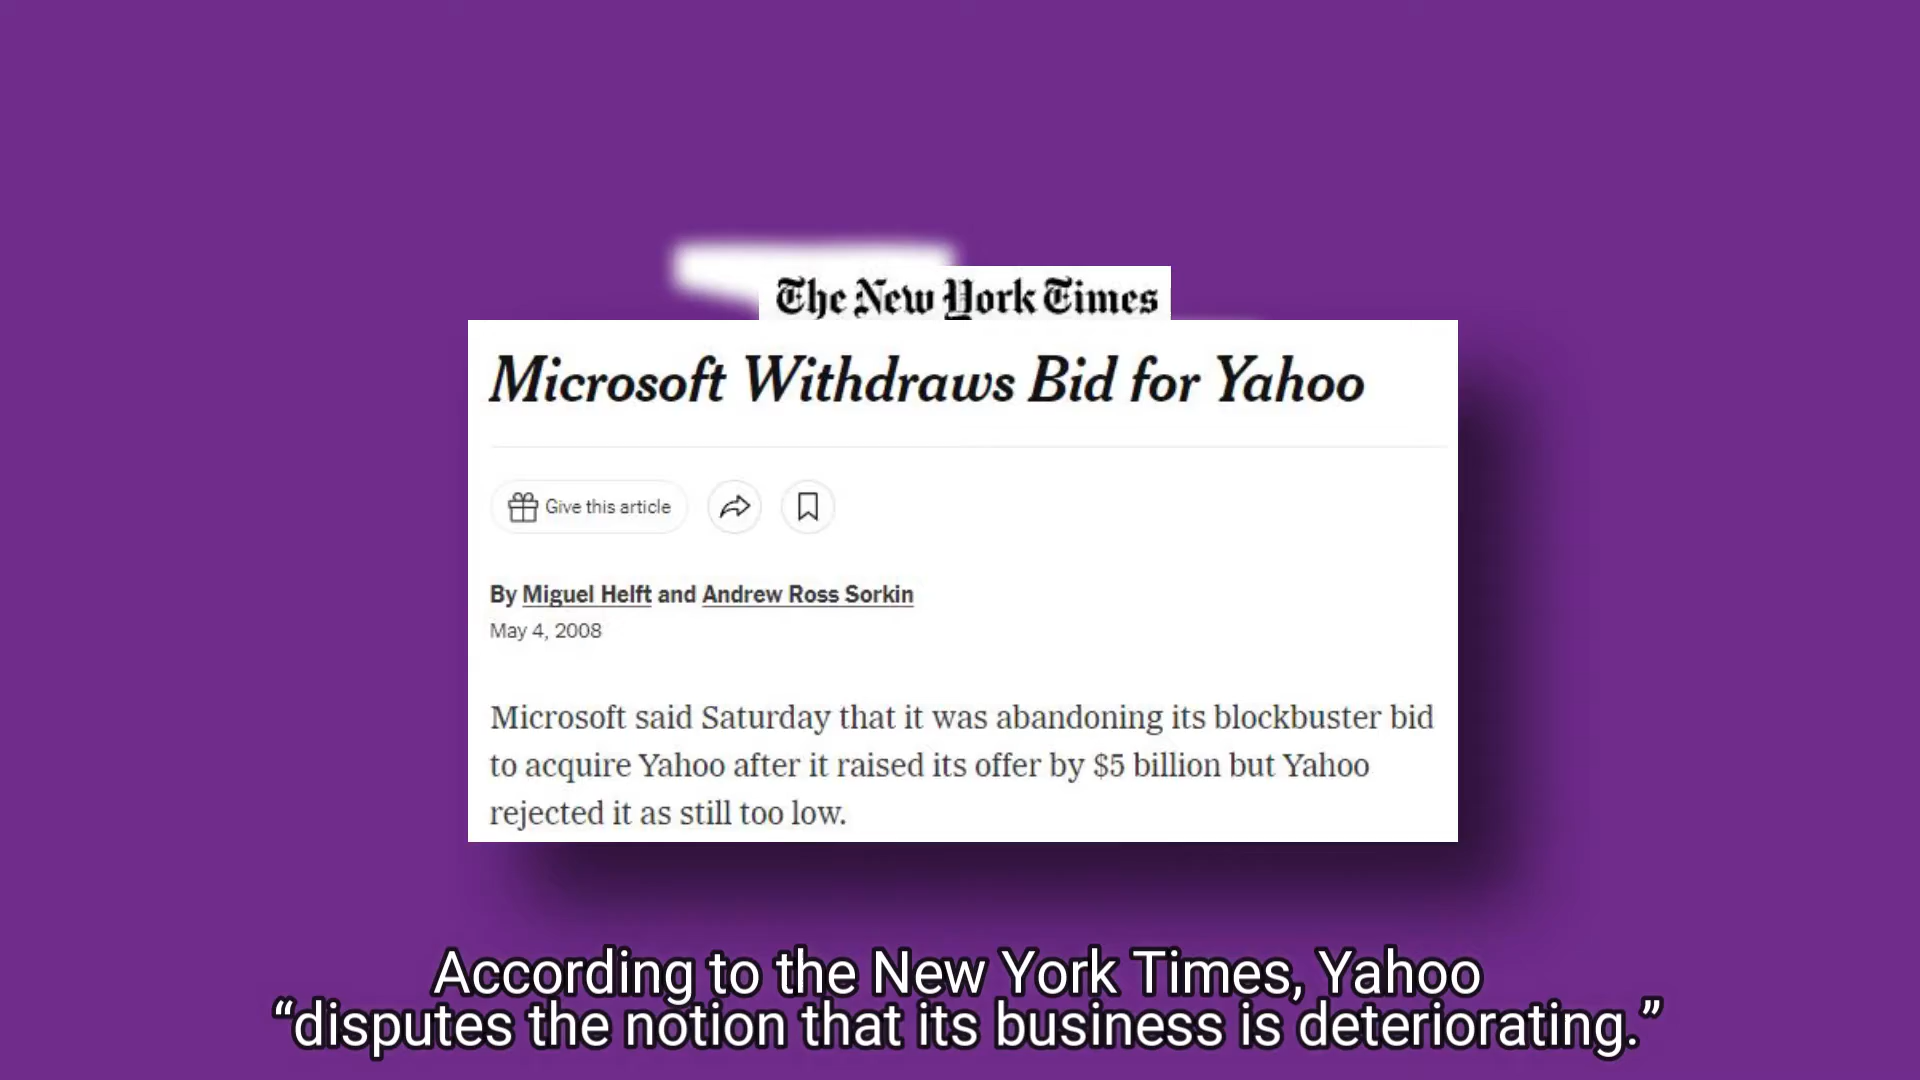 The New York Times
Microsoft Withdraws Bid for Yahoo
Give this article
By Miguel Helft and Andrew Ross Sorkin
May 4, 2008
Microsoft said Saturday that it was abandoning its blockbuster bid
to acquire Yahoo after it raised its offer by $5 billion but Yahoo
rejected it as still too low.
According to the New York Times, Yahoo
“disputes the notion that its business is deteriorating.”